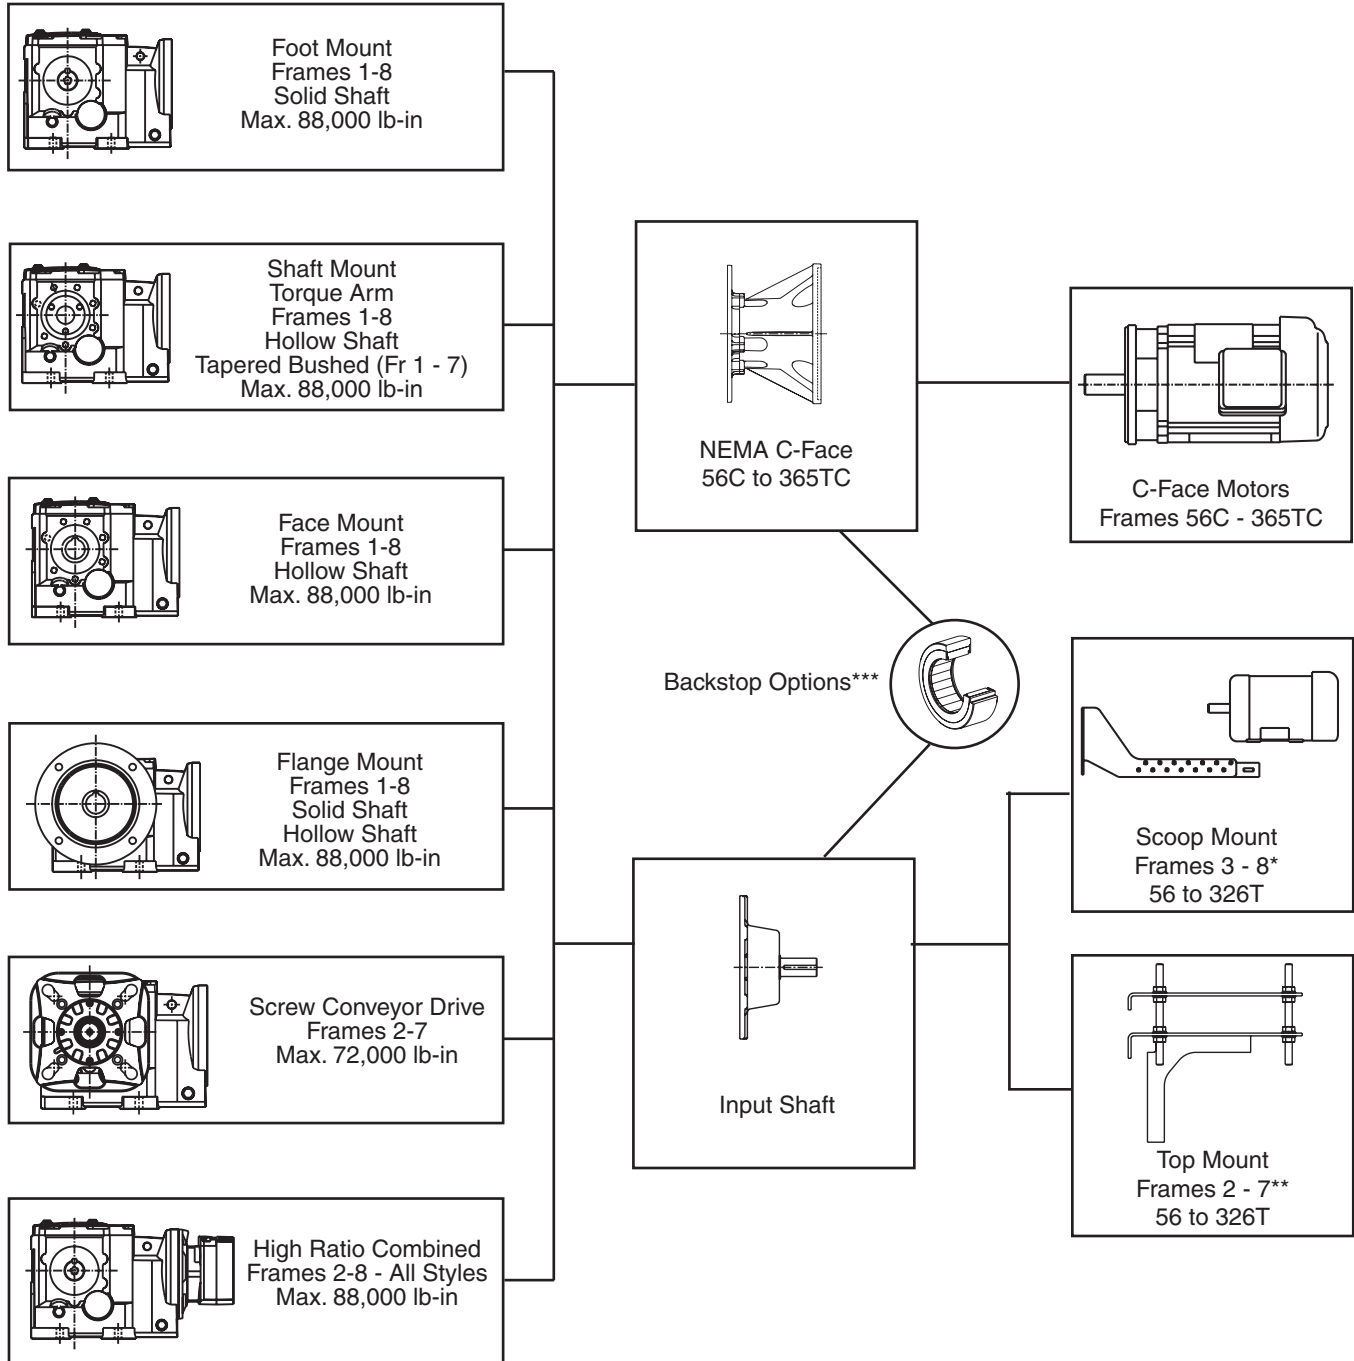 Foot Mount
Frames 1-8
Solid Shaft
Max. 88,000 lb-in
Shaft Mount
Torque Arm
Frames 1-8
Hollow Shaft
Tapered Bushed (Fr 1 - 7)
Max. 88,000 lb-in
Face Mount
Frames 1-8
Hollow Shaft
Max. 88,000 lb-in
Flange Mount
Frames 1-8
Solid Shaft
Hollow Shaft
Max. 88,000 lb-in
Screw Conveyor Drive
Frames 2-7
Max. 72,000 lb-in
High Ratio Combined
Frames 2-8 - All Styles
Max. 88,000 lb-in
NEMA C-Face
56C to 365TC
Backstop Options***
Input Shaft
C-Face Motors
Frames 56C - 365TC
Scoop Mount
Frames 3 - 8*
56 to 326T
Top Mount
Frames 2 - 7**
56 to 326T